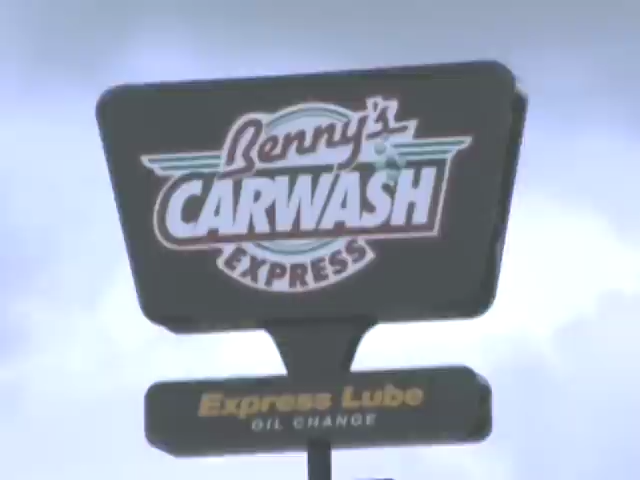 Benny's
CARWASH
EXPRESS
Express Lube
OIL CHANGE